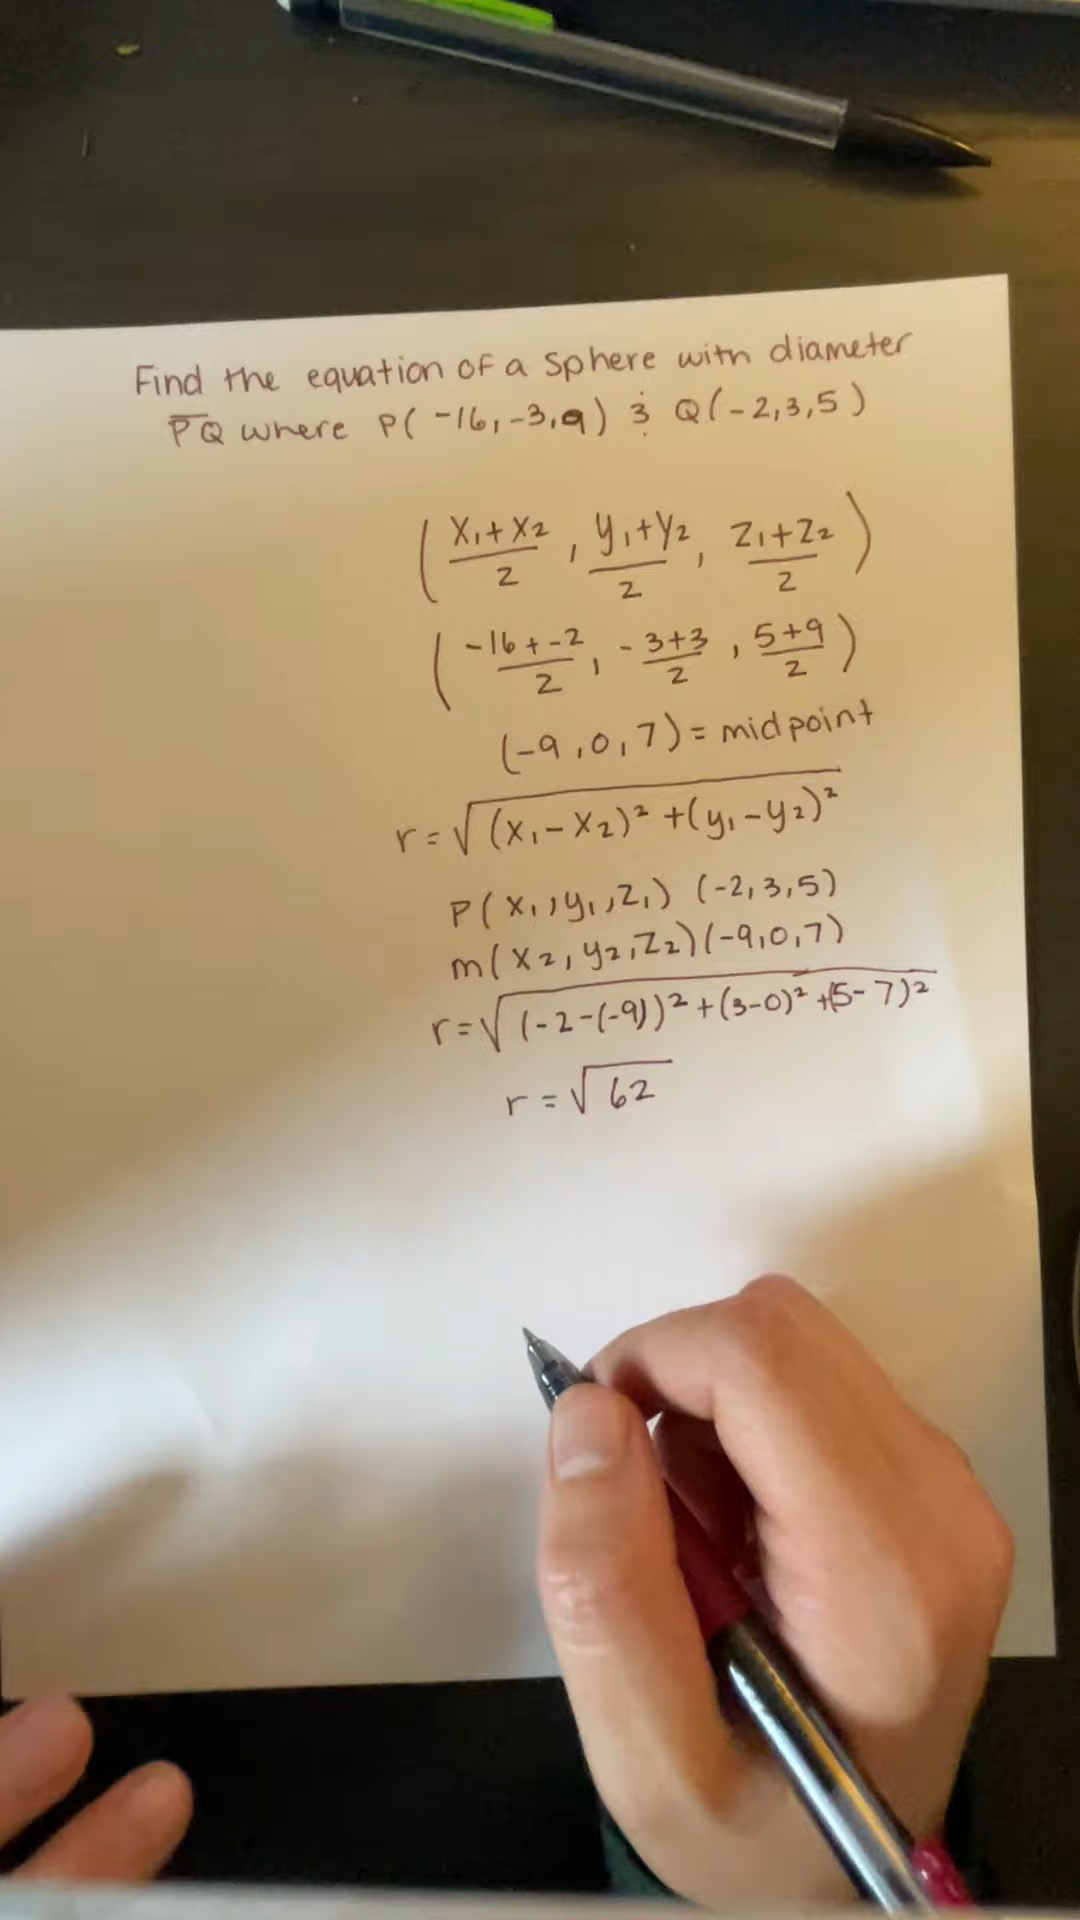 Find the equation of a sphere with diameter
P̅Q̅ where P(-16,-3,9) & Q(-2,3,5)
( (x₁+x₂)/2 , (y₁+y₂)/2 , (z₁+z₂)/2 )
( (-16+-2)/2 , (-3+3)/2 , (5+9)/2 )
(-9,0,7) = midpoint
r = √((x₁-x₂)²+(y₁-y₂)²)
P(x₁,y₁,z₁) (-2,3,5)
m(x₂,y₂,z₂)(-9,0,7)
r = √((-2-(-9))²+(3-0)²+(5-7)²)
r = √62